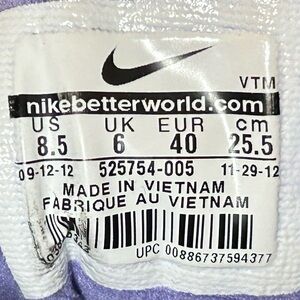 VTM
nikebetterworld.com
US UK EUR cm
8.5 6 40 25.5
09-12-12 525754-005 11-29-12
MADE IN VIETNAM
FABRIQUE AU VIETNAM
UPC 00886737594377